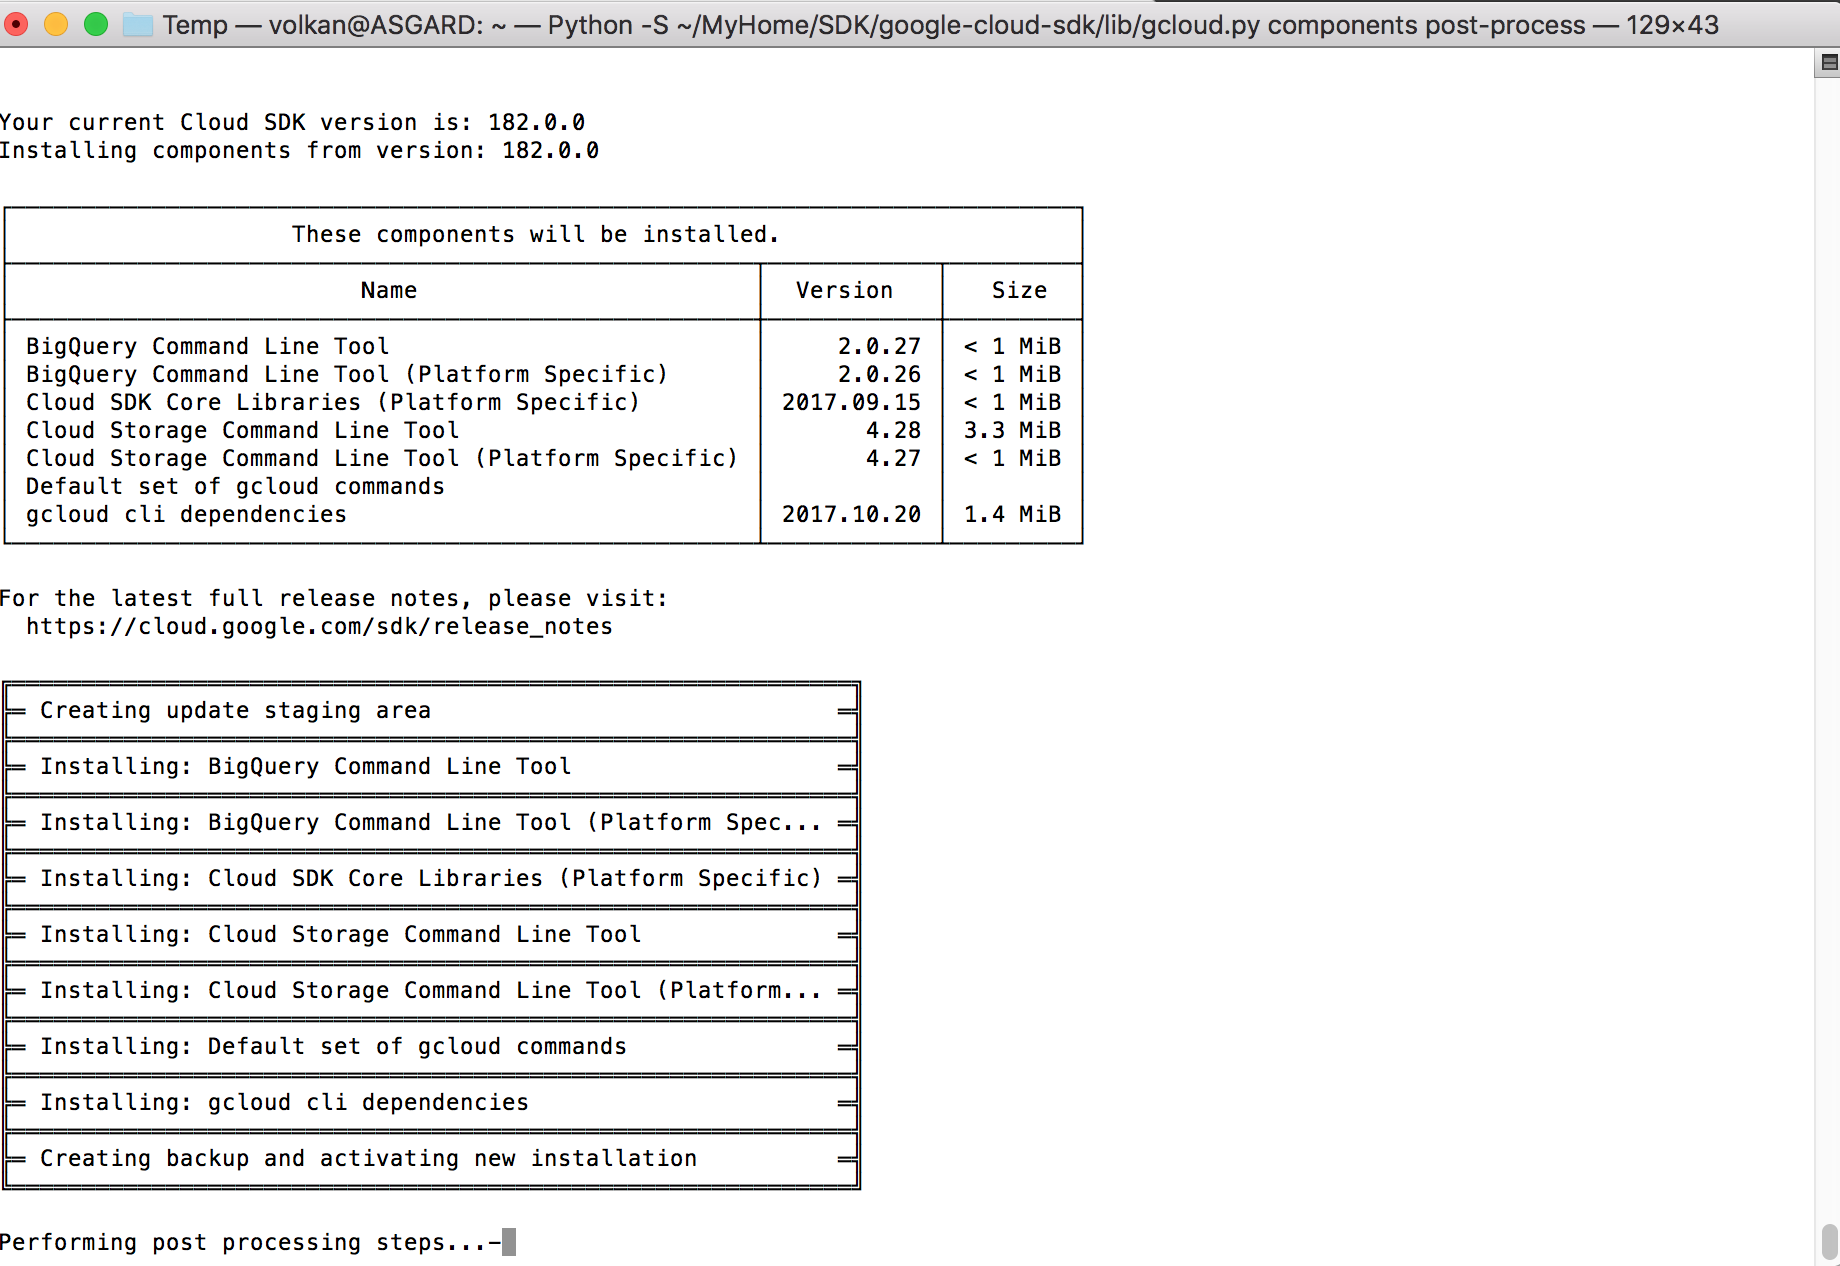 Temp — volkan@ASGARD: ~ — Python -S ~/MyHome/SDK/google-cloud-sdk/lib/gcloud.py components post-process — 129×43
Your current Cloud SDK version is: 182.0.0
Installing components from version: 182.0.0
These components will be installed.
Name Version Size
BigQuery Command Line Tool 2.0.27 < 1 MiB
BigQuery Command Line Tool (Platform Specific) 2.0.26 < 1 MiB
Cloud SDK Core Libraries (Platform Specific) 2017.09.15 < 1 MiB
Cloud Storage Command Line Tool 4.28 3.3 MiB
Cloud Storage Command Line Tool (Platform Specific) 4.27 < 1 MiB
Default set of gcloud commands
gcloud cli dependencies 2017.10.20 1.4 MiB
For the latest full release notes, please visit:
https://cloud.google.com/sdk/release_notes
Creating update staging area
Installing: BigQuery Command Line Tool
Installing: BigQuery Command Line Tool (Platform Spec...
Installing: Cloud SDK Core Libraries (Platform Specific)
Installing: Cloud Storage Command Line Tool
Installing: Cloud Storage Command Line Tool (Platform...
Installing: Default set of gcloud commands
Installing: gcloud cli dependencies
Creating backup and activating new installation
Performing post processing steps...-